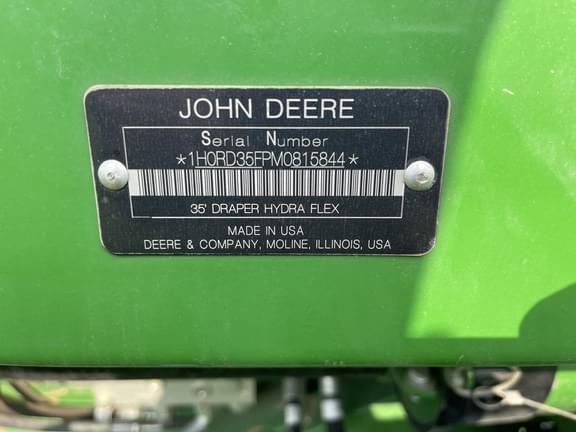 JOHN DEERE
Serial Number
*1H0RD35FPM0815844*
35' DRAPER HYDRA FLEX
MADE IN USA
DEERE & COMPANY, MOLINE, ILLINOIS, USA